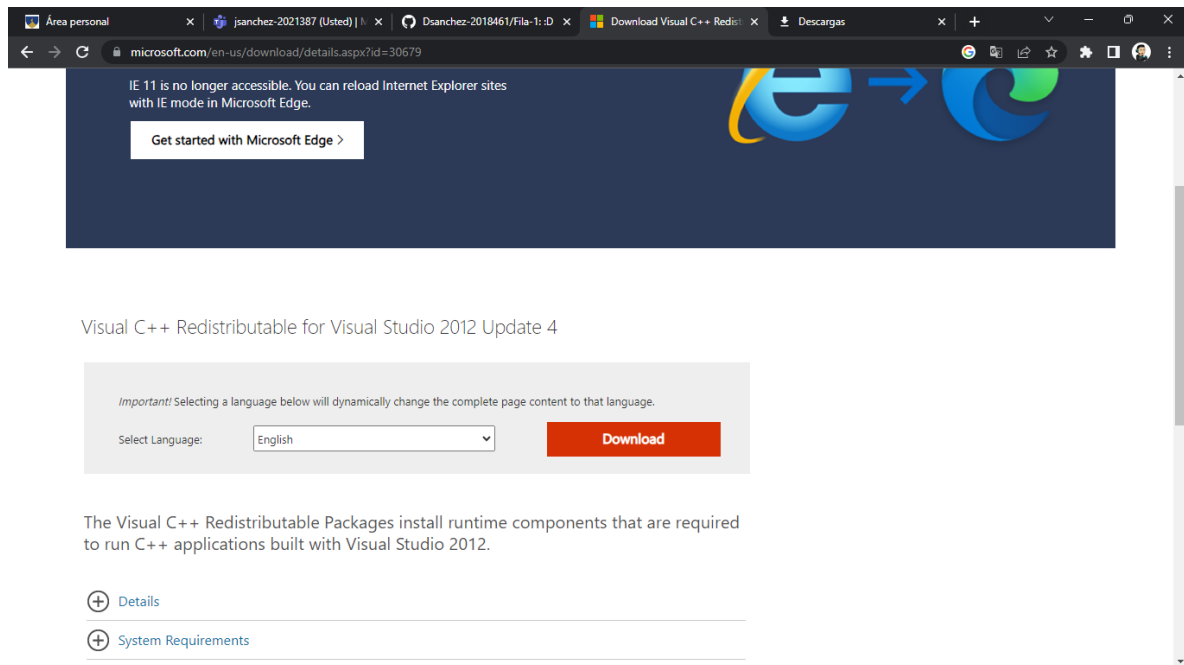 Área personal
jsanchez-2021387 (Usted) |
Dsanchez-2018461/Fila-1: :D
Download Visual C++ Redist
Descargas
microsoft.com/en-us/download/details.aspx?id=30679
IE 11 is no longer accessible. You can reload Internet Explorer sites
with IE mode in Microsoft Edge.
Get started with Microsoft Edge >
Visual C++ Redistributable for Visual Studio 2012 Update 4
Important! Selecting a language below will dynamically change the complete page content to that language.
Select Language:
English
Download
The Visual C++ Redistributable Packages install runtime components that are required
to run C++ applications built with Visual Studio 2012.
Details
System Requirements